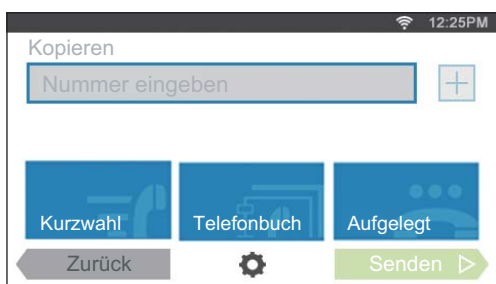 12:25PM
Kopieren
Nummer eingeben
Kurzwahl Telefonbuch Aufgelegt
Zurück Senden